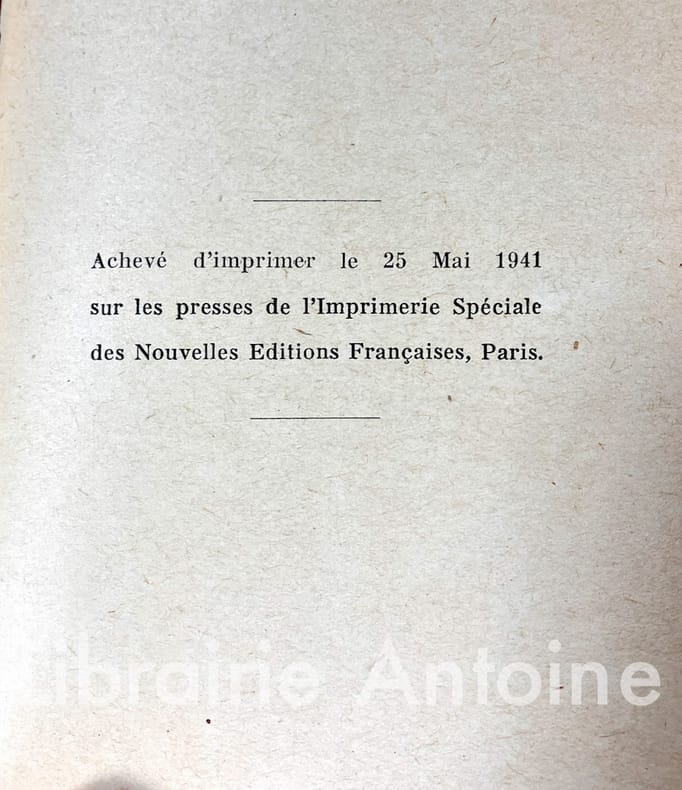 Achevé d'imprimer le 25 Mai 1941
sur les presses de l'Imprimerie Spéciale
des Nouvelles Editions Françaises, Paris.
Librairie Antoine